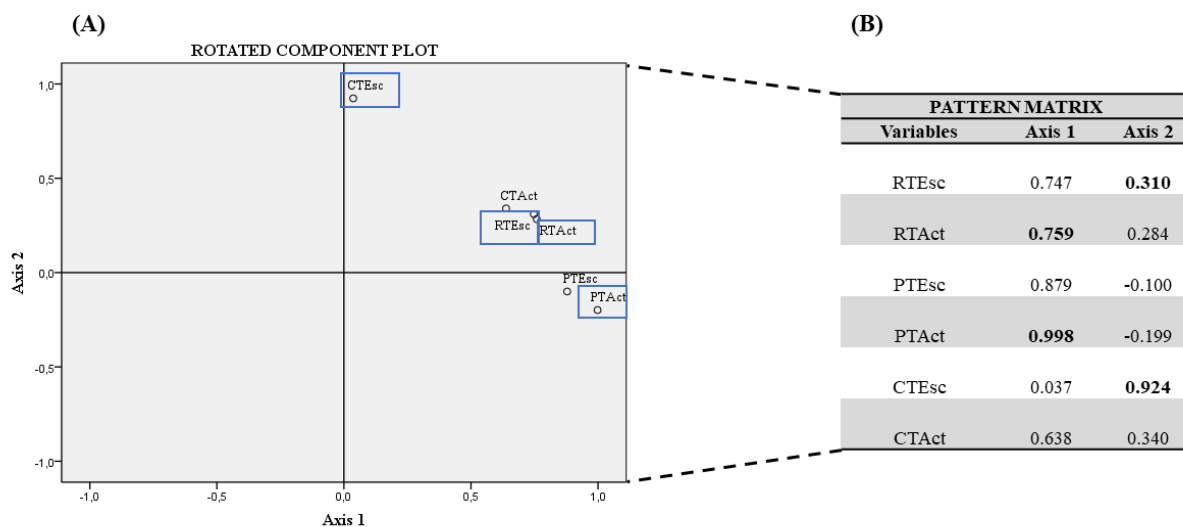 (A)
ROTATED COMPONENT PLOT
1,0
0,5
0,0
-0,5
-1,0
Axis 2
CTEsc
CTAct
RTEsc
RTAct
PTEsc
PTAct
-1,0 -0,5 0,0 0,5 1,0
Axis 1
(B)
PATTERN MATRIX
Variables Axis 1 Axis 2
RTEsc 0.747 0.310
RTAct 0.759 0.284
PTEsc 0.879 -0.100
PTAct 0.998 -0.199
CTEsc 0.037 0.924
CTAct 0.638 0.340